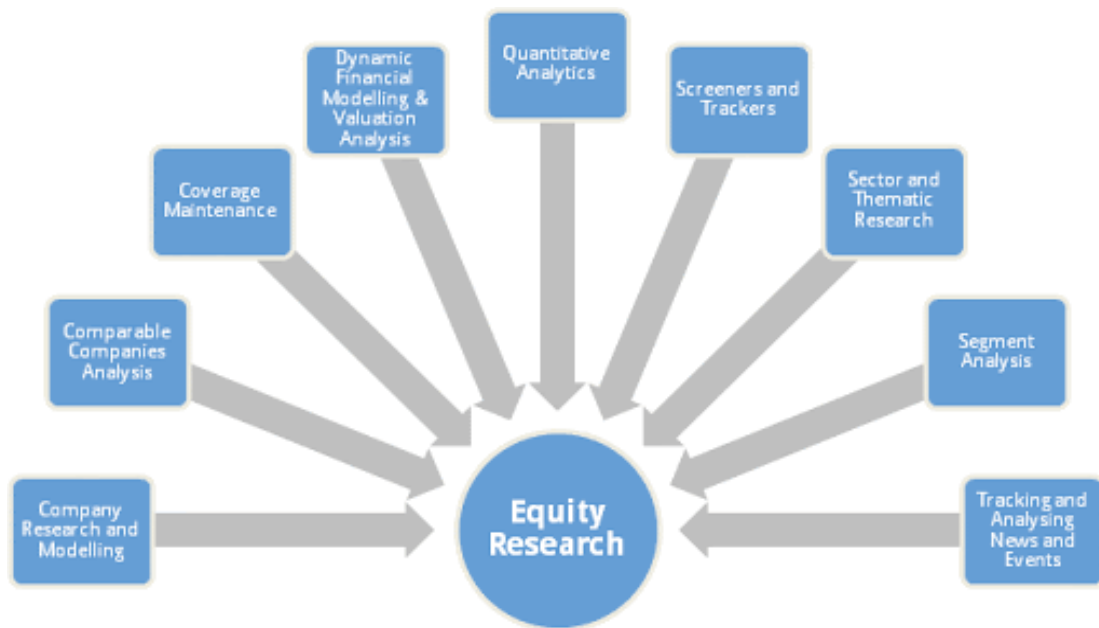 Quantitative
Analytics
Dynamic
Financial
Modelling &
Valuation
Analysis
Screeners and
Trackers
Coverage
Maintenance
Sector and
Thematic
Research
Comparable
Companies
Analysis
Segment
Analysis
Company
Research and
Modelling
Equity
Research
Tracking and
Analysing
News and
Events